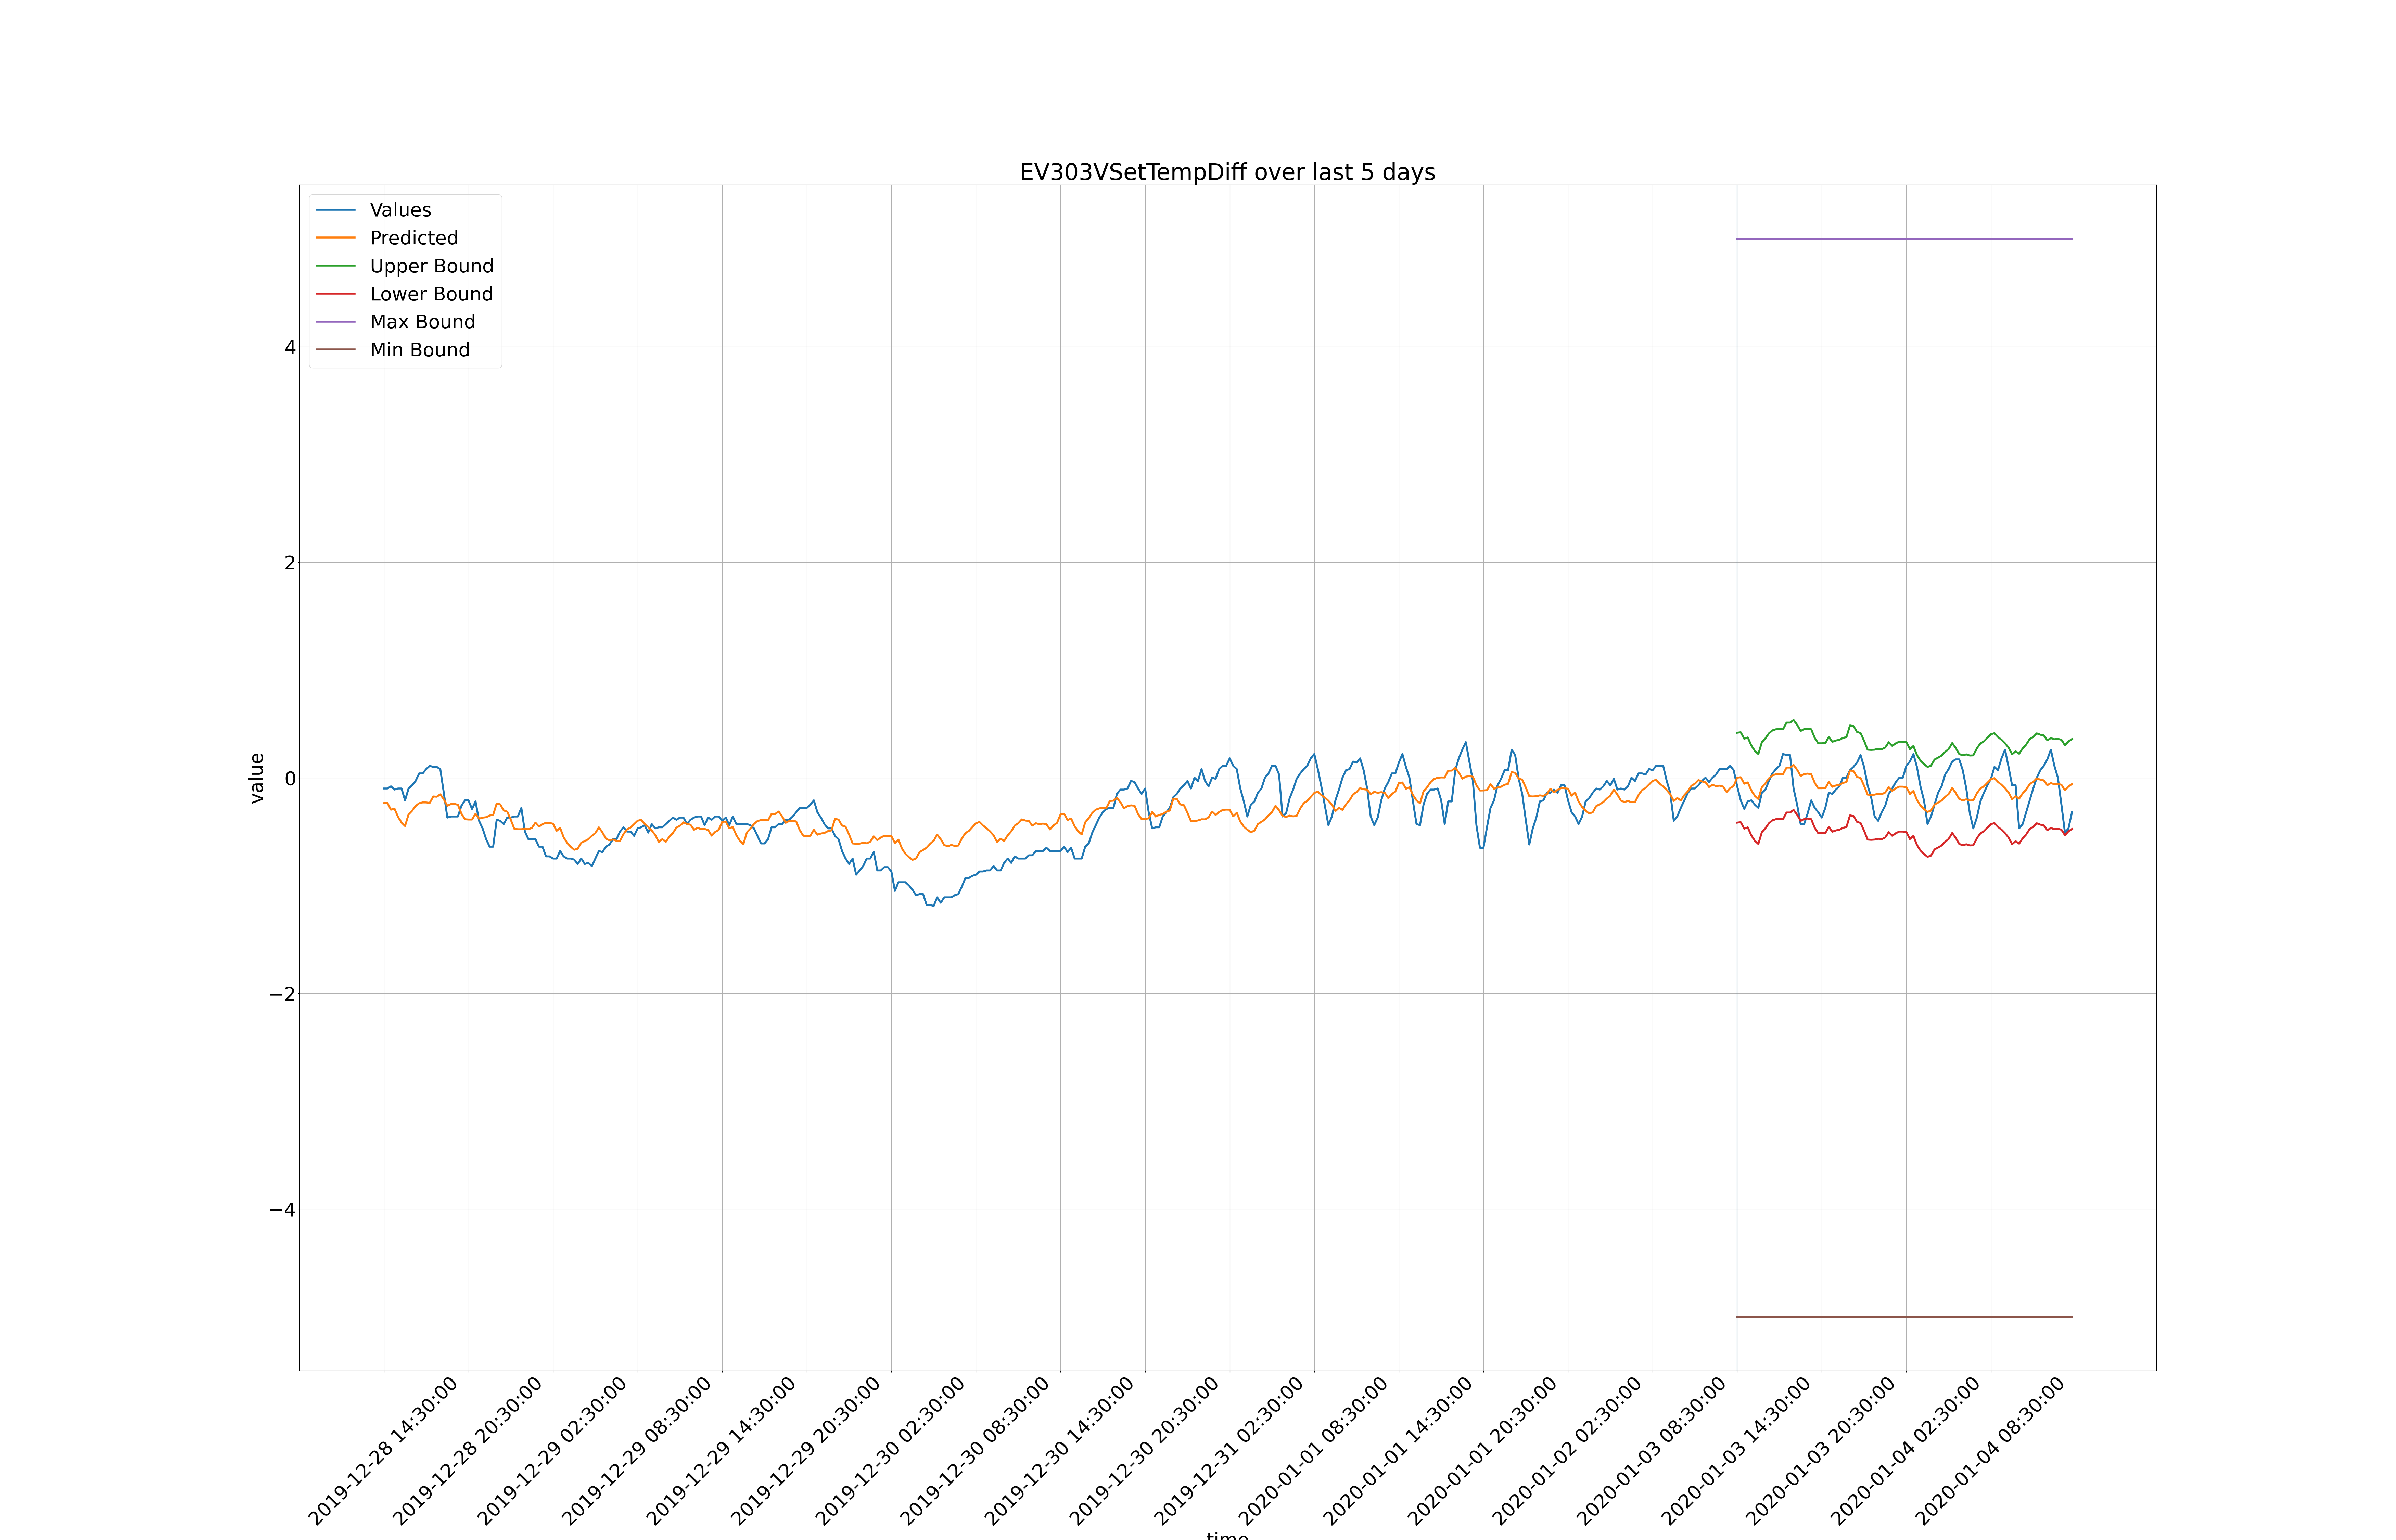 EV303VSetTempDiff over last 5 days
Values
Predicted
Upper Bound
Lower Bound
Max Bound
Min Bound
4
2
0
−2
−4
value
2019-12-28 14:30:00
2019-12-28 20:30:00
2019-12-29 02:30:00
2019-12-29 08:30:00
2019-12-29 14:30:00
2019-12-29 20:30:00
2019-12-30 02:30:00
2019-12-30 08:30:00
2019-12-30 14:30:00
2019-12-30 20:30:00
2019-12-31 02:30:00
2020-01-01 08:30:00
2020-01-01 14:30:00
2020-01-01 20:30:00
2020-01-02 02:30:00
2020-01-03 08:30:00
2020-01-03 14:30:00
2020-01-03 20:30:00
2020-01-04 02:30:00
2020-01-04 08:30:00
time